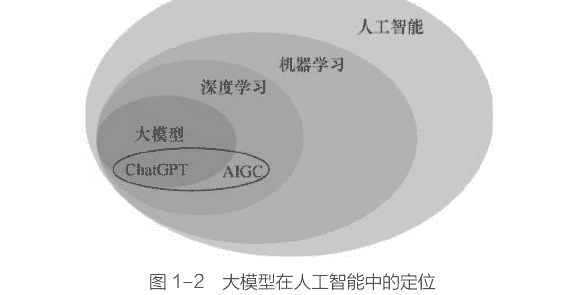 人工智能
机器学习
深度学习
大模型
ChatGPT AIGC
图 1-2 大模型在人工智能中的定位